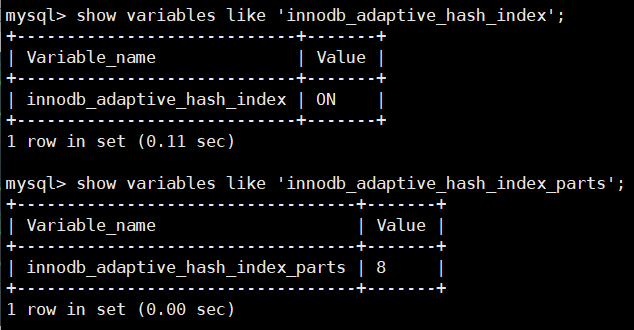 mysql> show variables like 'innodb_adaptive_hash_index';
+----------------------------+-------+
| Variable_name              | Value |
+----------------------------+-------+
| innodb_adaptive_hash_index | ON    |
+----------------------------+-------+
1 row in set (0.11 sec)

mysql> show variables like 'innodb_adaptive_hash_index_parts';
+----------------------------------+-------+
| Variable_name                    | Value |
+----------------------------------+-------+
| innodb_adaptive_hash_index_parts | 8     |
+----------------------------------+-------+
1 row in set (0.00 sec)